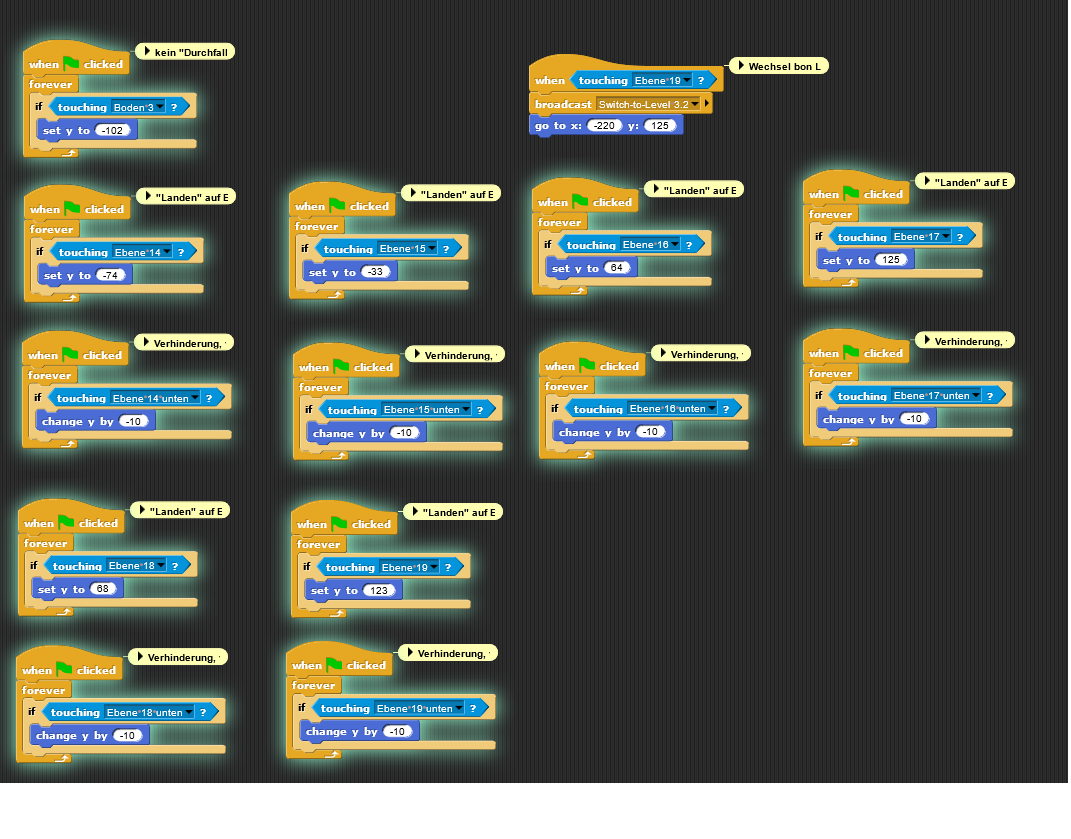 when clicked
kein "Durchfall
forever
if touching Boden 3 ?
set y to -102
when touching Ebene 19 ?
Wechsel bon L
broadcast Switch-to-Level 3.2
go to x: -220 y: 125
when clicked
"Landen" auf E
forever
if touching Ebene 14 ?
set y to -74
when clicked
"Landen" auf E
forever
if touching Ebene 15 ?
set y to -33
when clicked
"Landen" auf E
forever
if touching Ebene 16 ?
set y to 64
when clicked
"Landen" auf E
forever
if touching Ebene 17 ?
set y to 125
when clicked
Verhinderung,
forever
if touching Ebene 14 unten ?
change y by -10
when clicked
Verhinderung,
forever
if touching Ebene 15 unten ?
change y by -10
when clicked
Verhinderung,
forever
if touching Ebene 16 unten ?
change y by -10
when clicked
Verhinderung,
forever
if touching Ebene 17 unten ?
change y by -10
when clicked
"Landen" auf E
forever
if touching Ebene 18 ?
set y to 68
when clicked
"Landen" auf E
forever
if touching Ebene 19 ?
set y to 123
when clicked
Verhinderung,
forever
if touching Ebene 18 unten ?
change y by -10
when clicked
Verhinderung,
forever
if touching Ebene 19 unten ?
change y by -10